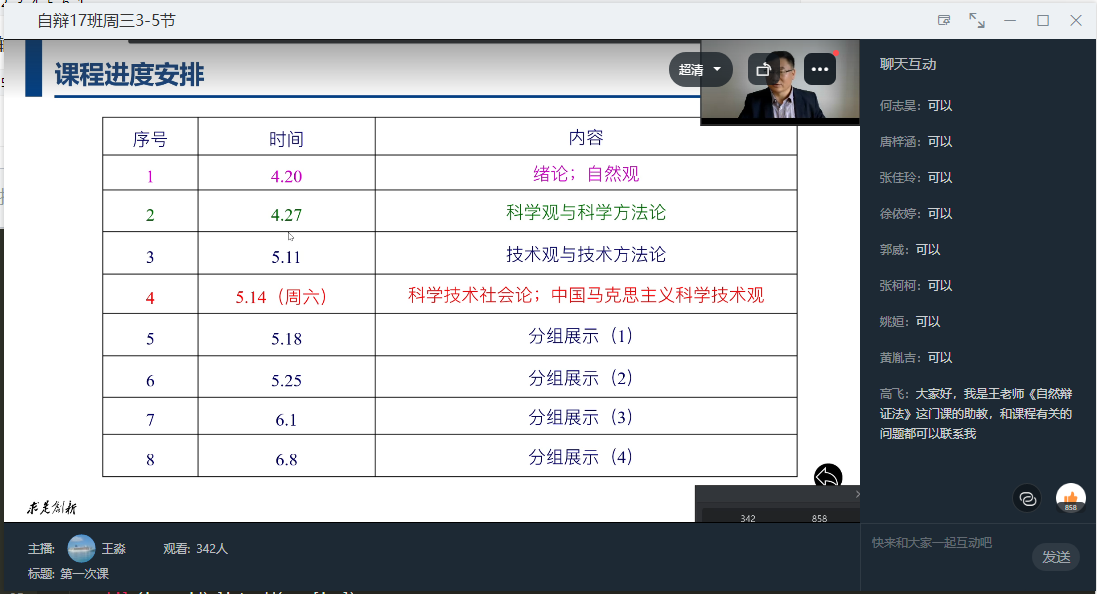 自辩17班周三3-5节
课程进度安排
超清
序号 时间 内容
1 4.20 绪论；自然观
2 4.27 科学观与科学方法论
3 5.11 技术观与技术方法论
4 5.14（周六） 科学技术社会论；中国马克思主义科学技术观
5 5.18 分组展示（1）
6 5.25 分组展示（2）
7 6.1 分组展示（3）
8 6.8 分组展示（4）
求是创新
342 858
主播: 王淼 观看: 342人
标题: 第一次课
聊天互动
何志昊: 可以
唐梓涵: 可以
张佳玲: 可以
徐依婷: 可以
郭威: 可以
张柯柯: 可以
姚姮: 可以
黄胤吉: 可以
高飞: 大家好，我是王老师《自然辩
证法》这门课的助教，和课程有关的
问题都可以联系我
858
快来和大家一起互动吧
发送